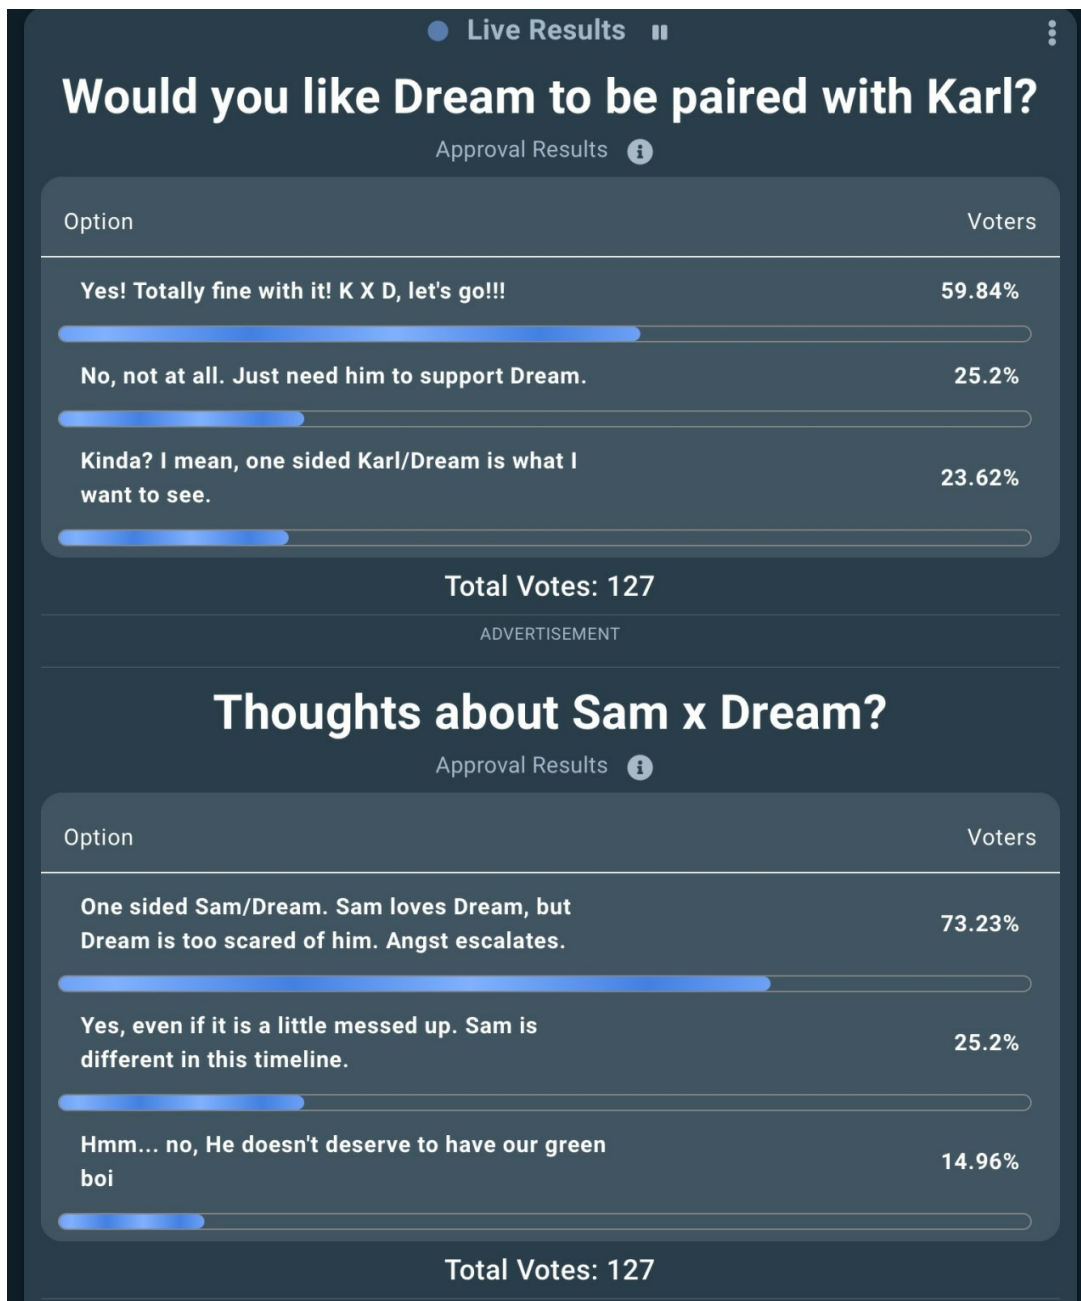 Live Results
Would you like Dream to be paired with Karl?
Approval Results
Option Voters
Yes! Totally fine with it! K X D, let's go!!! 59.84%
No, not at all. Just need him to support Dream. 25.2%
Kinda? I mean, one sided Karl/Dream is what I
want to see. 23.62%
Total Votes: 127
ADVERTISEMENT
Thoughts about Sam x Dream?
Approval Results
Option Voters
One sided Sam/Dream. Sam loves Dream, but
Dream is too scared of him. Angst escalates. 73.23%
Yes, even if it is a little messed up. Sam is
different in this timeline. 25.2%
Hmm... no, He doesn't deserve to have our green
boi 14.96%
Total Votes: 127